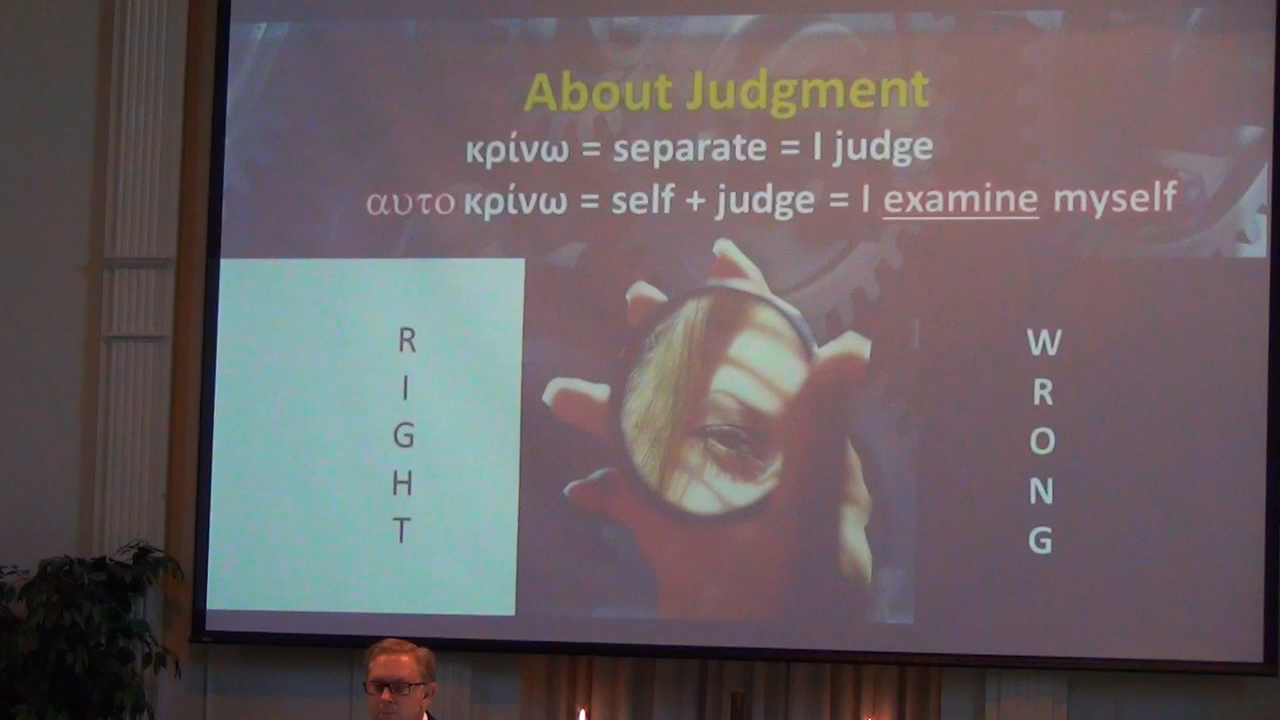 About Judgment
κρίνω = separate = I judge
αυτο κρίνω = self + judge = I examine myself
R
I
G
H
T
W
R
O
N
G